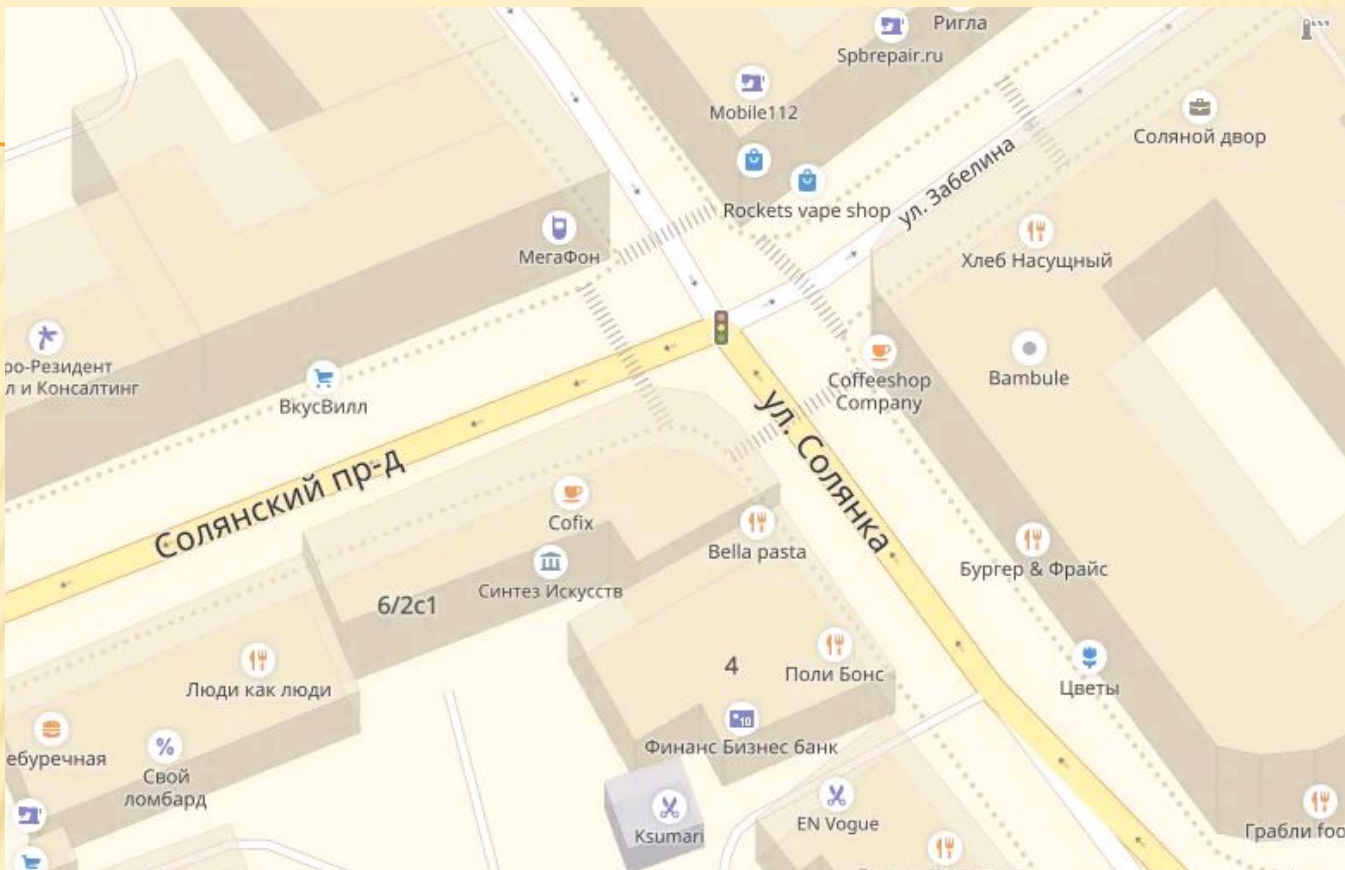 Ригла
Spbrepair.ru
Mobile112
Соляной двор
ул. Забелина
Rockets vape shop
МегаФон
Хлеб Насущный
ро-Резидент
л и Консалтинг
ВкусВилл
Coffeeshop
Company
Bambule
ул. Солянка
Солянский пр-д
Cofix
Bella pasta
Синтез Искусств
Бургер & Фрайс
6/2с1
4
Поли Бонс
Люди как люди
Цветы
10
Финанс Бизнес банк
ебуречная
%
Свой
ломбард
Ksumari
EN Vogue
Грабли foo